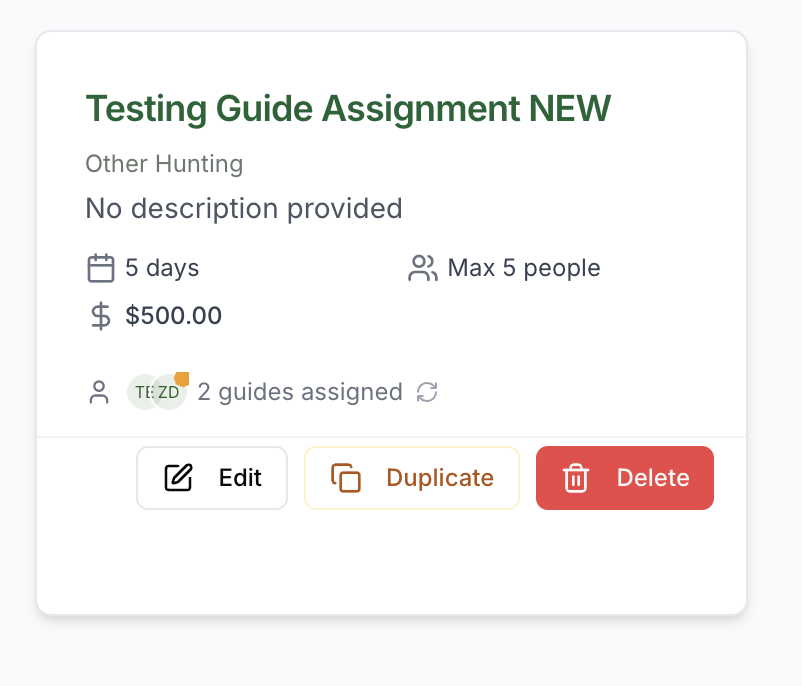 Testing Guide Assignment NEW
Other Hunting
No description provided
5 days
Max 5 people
$500.00
ZD
2 guides assigned
Edit
Duplicate
Delete